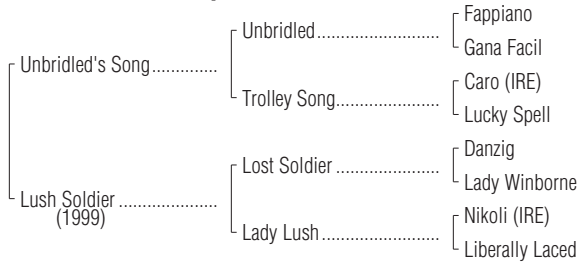 Fappiano
Unbridled
Gana Facil
Unbridled's Song
Caro (IRE)
Trolley Song
Lucky Spell
Danzig
Lost Soldier
Lady Winborne
Lush Soldier
(1999)
Nikoli (IRE)
Lady Lush
Liberally Laced